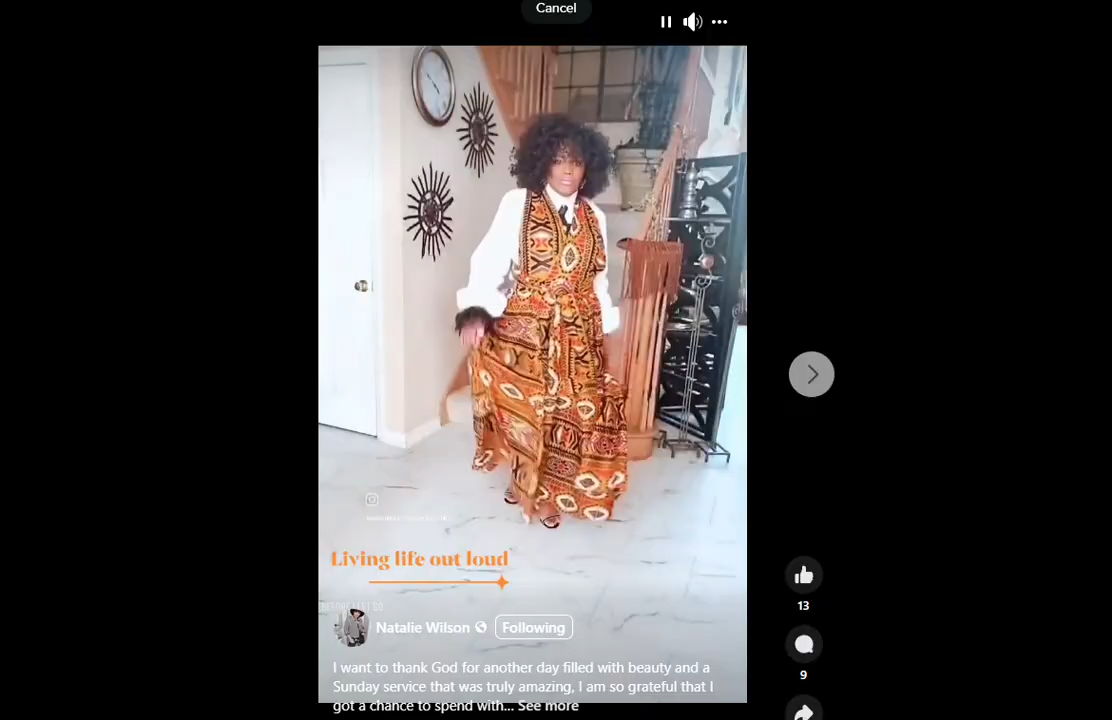 Cancel
Living life out loud
Natalie Wilson
Following
I want to thank God for another day filled with beauty and a
Sunday service that was truly amazing, I am so grateful that I
got a chance to spend with... See more
13
9